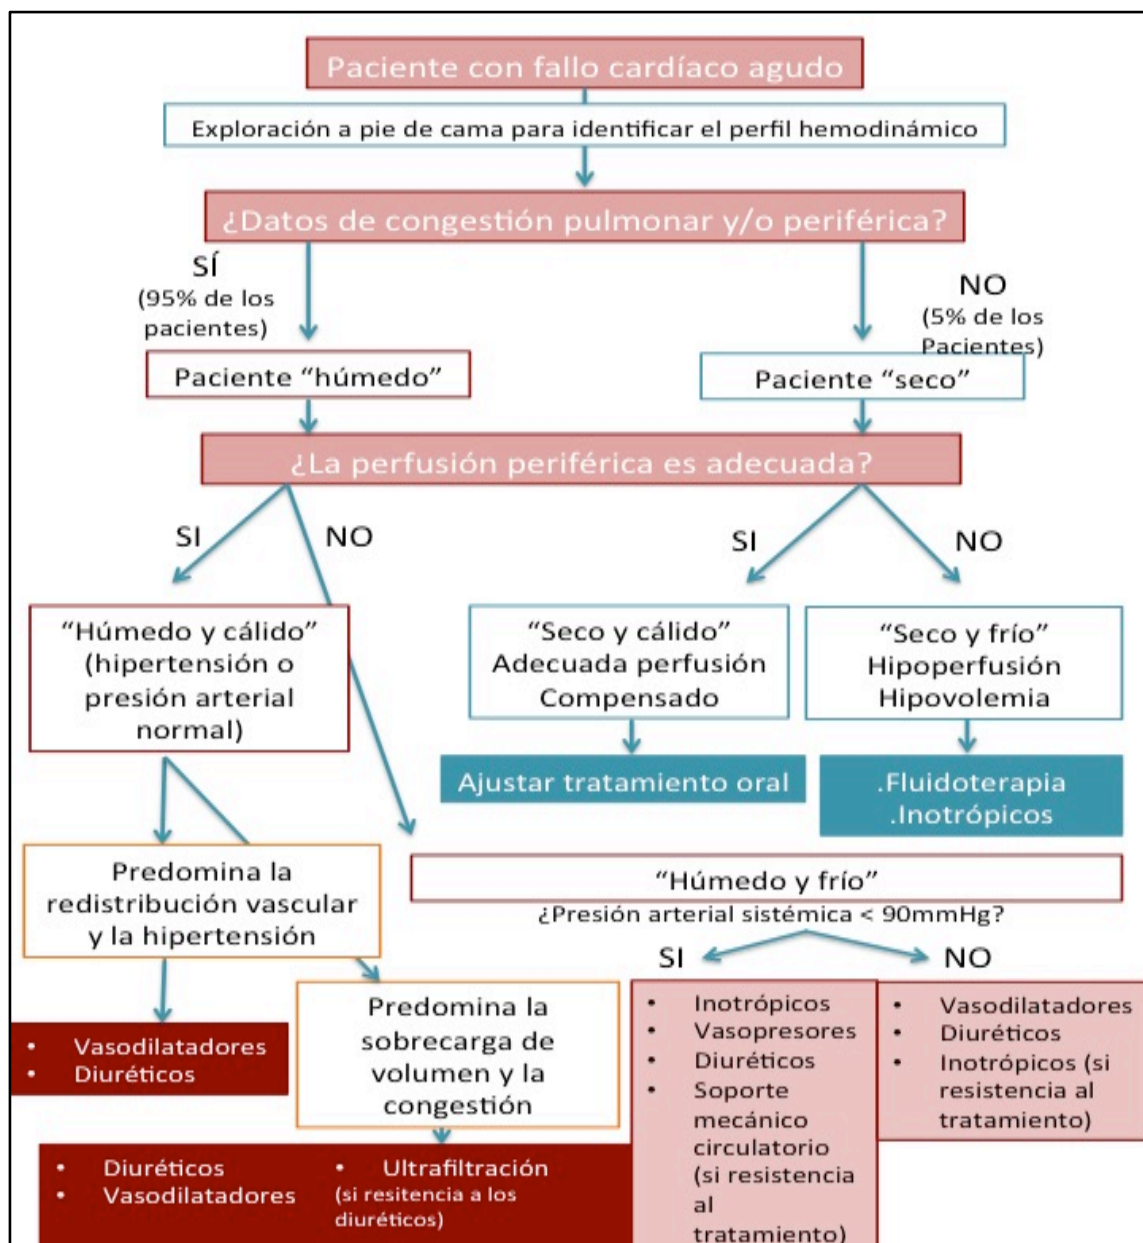 Paciente con fallo cardíaco agudo
Exploración a pie de cama para identificar el perfil hemodinámico
¿Datos de congestión pulmonar y/o periférica?
SÍ
(95% de los
pacientes)
NO
(5% de los
Pacientes)
Paciente “húmedo”
Paciente “seco”
¿La perfusión periférica es adecuada?
SI
NO
SI
NO
“Húmedo y cálido”
(hipertensión o
presión arterial
normal)
“Seco y cálido”
Adecuada perfusión
Compensado
“Seco y frío”
Hipoperfusión
Hipovolemia
Ajustar tratamiento oral
.Fluidoterapia
.Inotrópicos
Predomina la
redistribución vascular
y la hipertensión
“Húmedo y frío”
¿Presión arterial sistémica < 90mmHg?
SI
NO
• Vasodilatadores
• Diuréticos
Predomina la
sobrecarga de
volumen y la
congestión
• Inotrópicos
• Vasopresores
• Diuréticos
• Soporte
mecánico
circulatorio
(si resistencia
al
tratamiento)
• Vasodilatadores
• Diuréticos
• Inotrópicos (si
resistencia al
tratamiento)
• Diuréticos
• Vasodilatadores
• Ultrafiltración
(si resitencia a los
diuréticos)